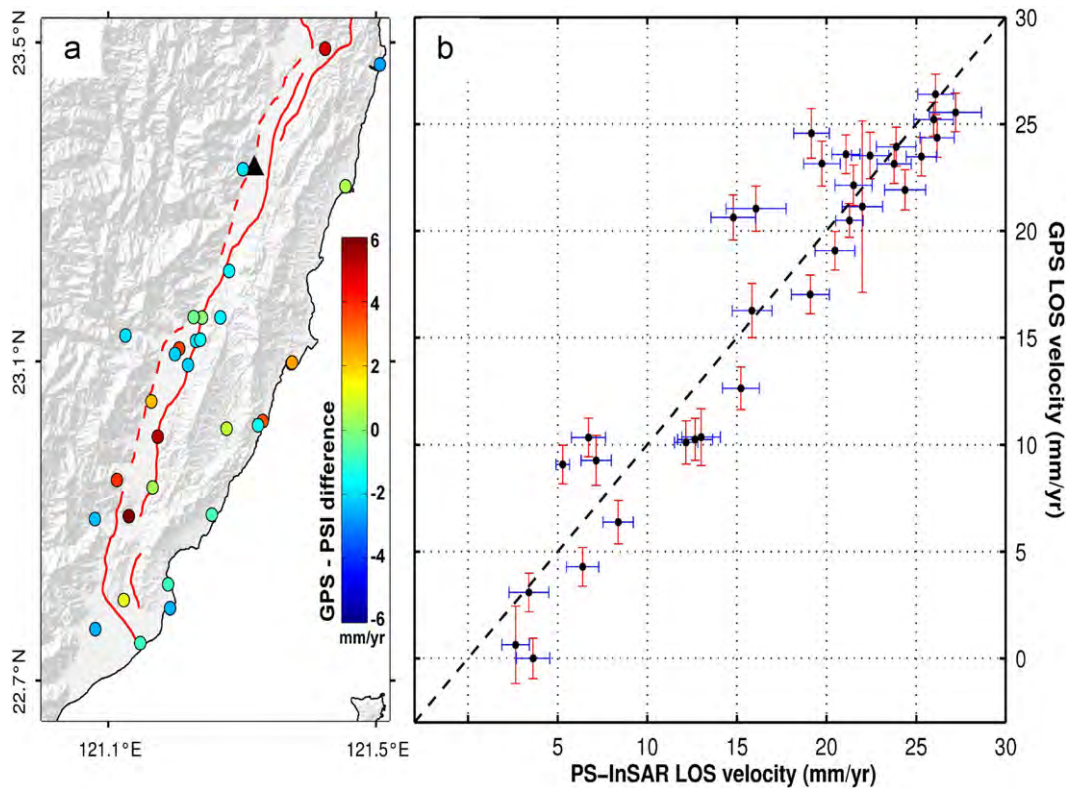 a
23.5°N
23.1°N
22.7°N
121.1°E
121.5°E
6
4
2
0
-2
-4
-6
mm/yr
GPS - PSI difference
b
30
25
20
15
10
5
0
GPS LOS velocity (mm/yr)
5
10
15
20
25
30
PS-InSAR LOS velocity (mm/yr)